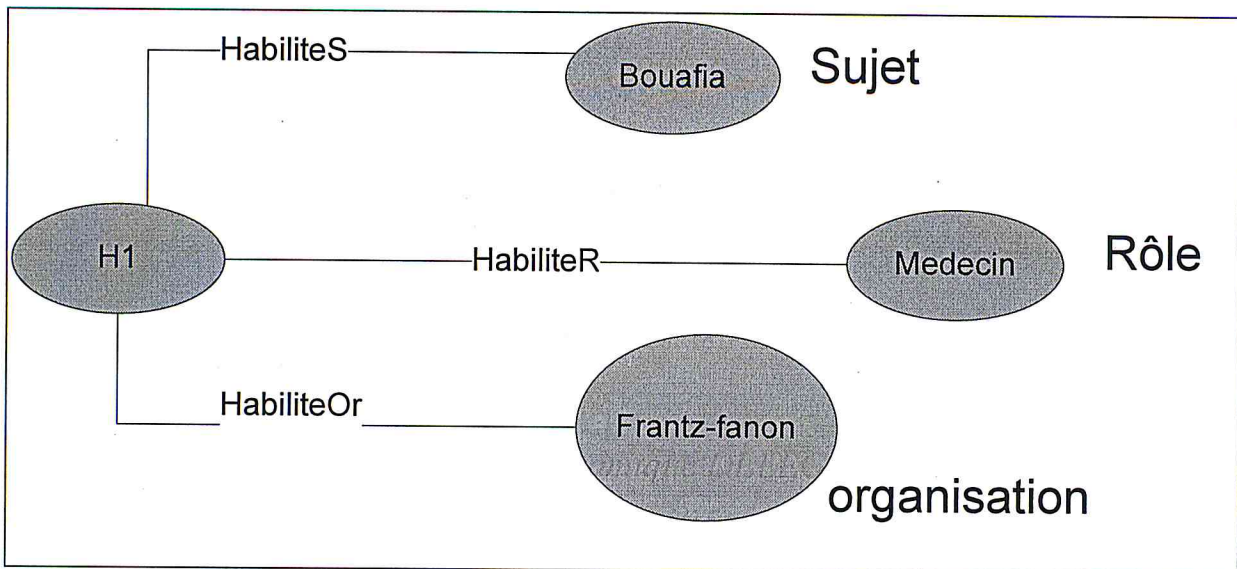 HabiliteS
Bouafia
Sujet
H1
HabiliteR
Medecin
Rôle
HabiliteOr
Frantz-fanon
organisation